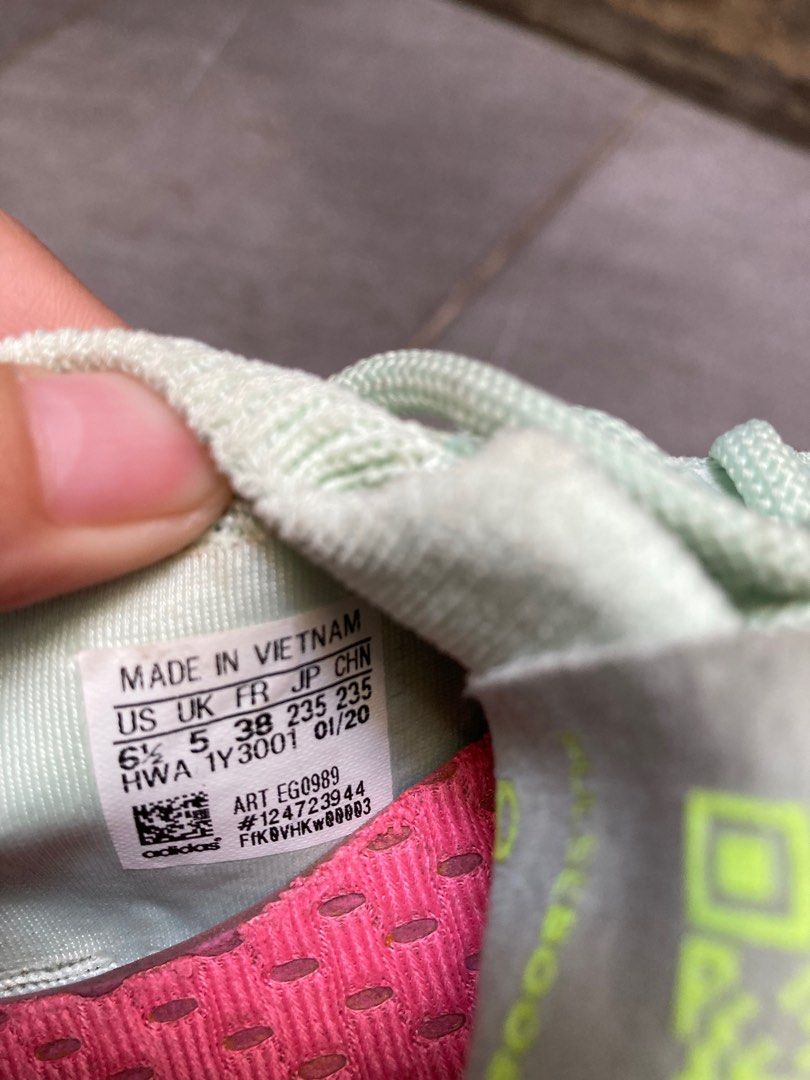 MADE IN VIETNAM
US UK FR JP CHN
6½ 5 38 235 235
HWA 1Y3001 01/20
ART EG0989
#124723944
FfK0VHKw00003
adidas